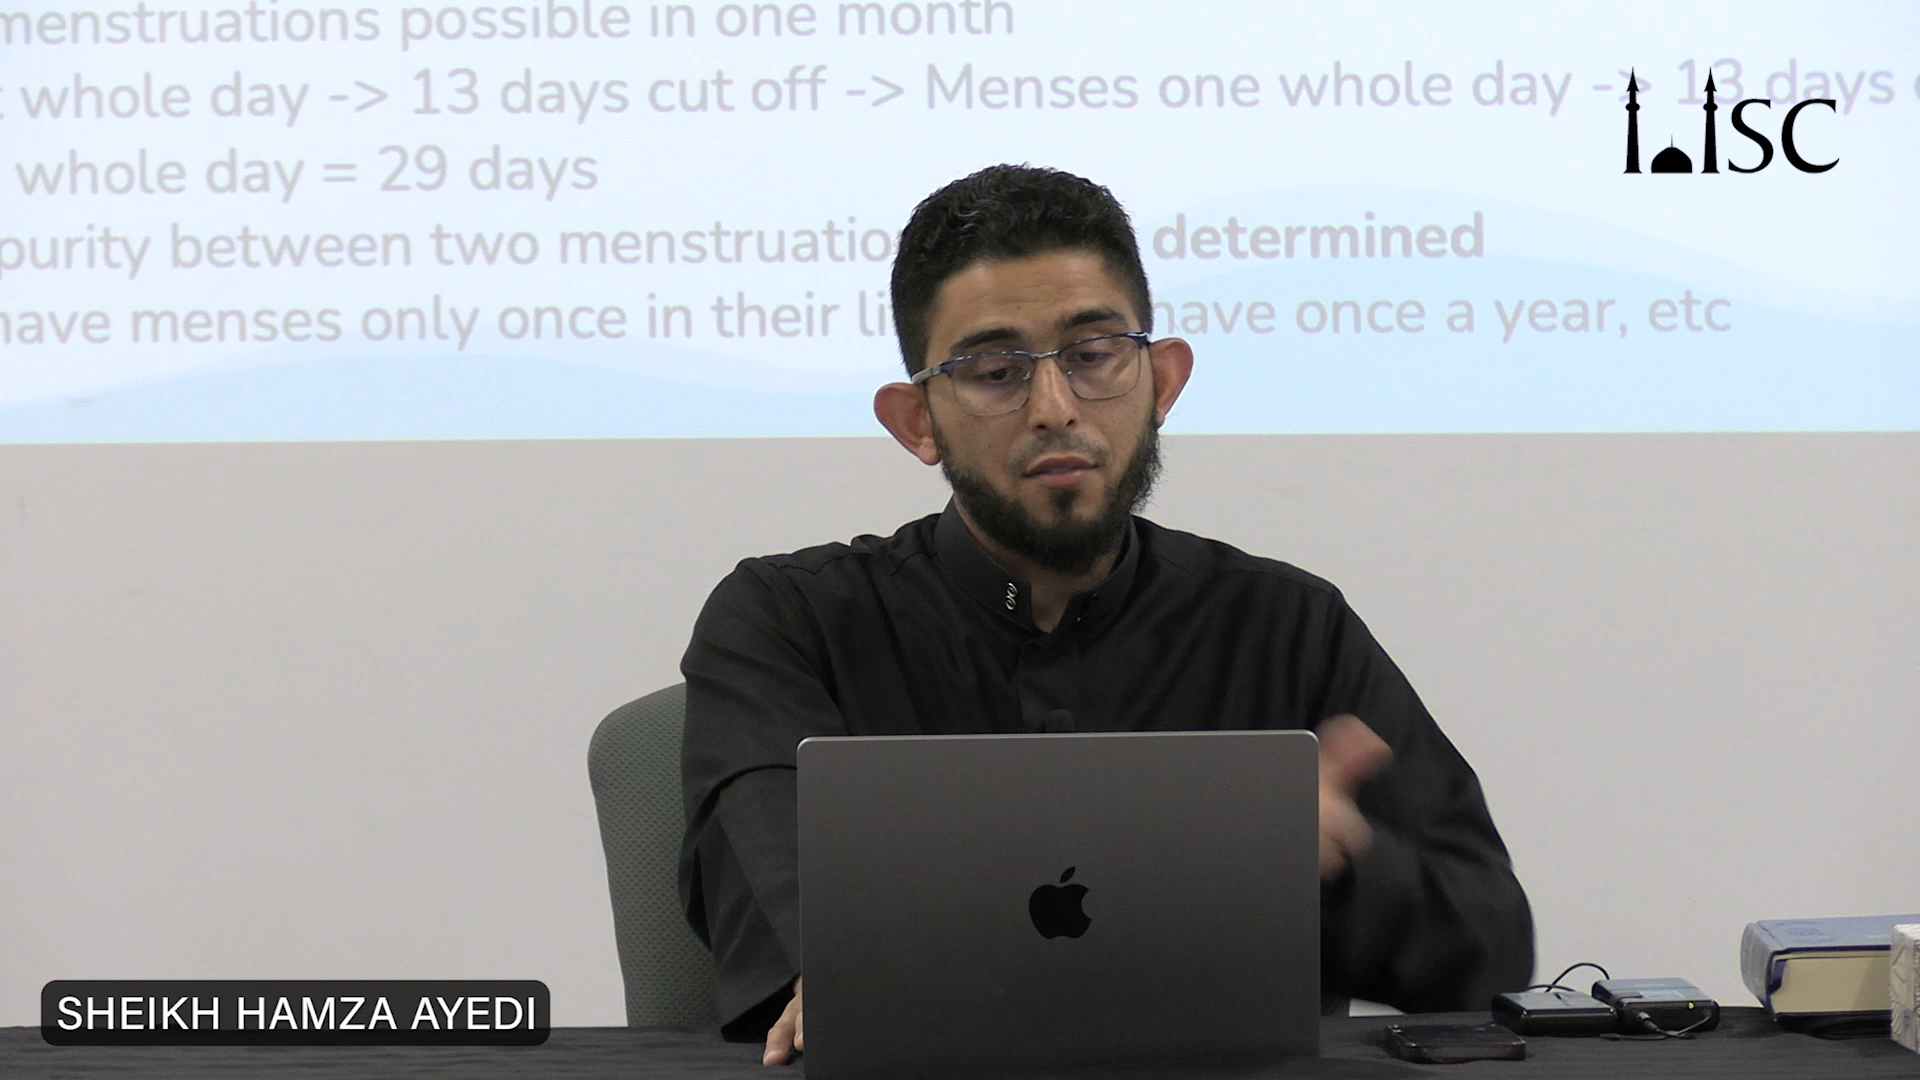 menstruations possible in one month
whole day -> 13 days cut off -> Menses one whole day -> 13 days
whole day = 29 days
purity between two menstruatio determined
have menses only once in their li have once a year, etc
ISC
SHEIKH HAMZA AYEDI